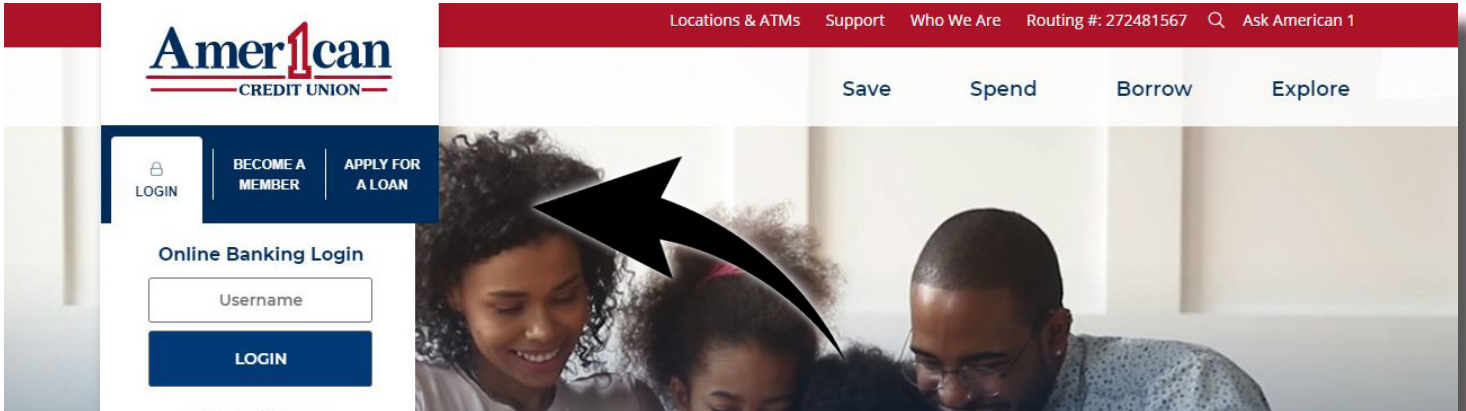 Locations & ATMs Support Who We Are Routing #: 272481567 Ask American 1
Amer1can
CREDIT UNION
Save Spend Borrow Explore
LOGIN
BECOME A
MEMBER
APPLY FOR
A LOAN
Online Banking Login
Username
LOGIN